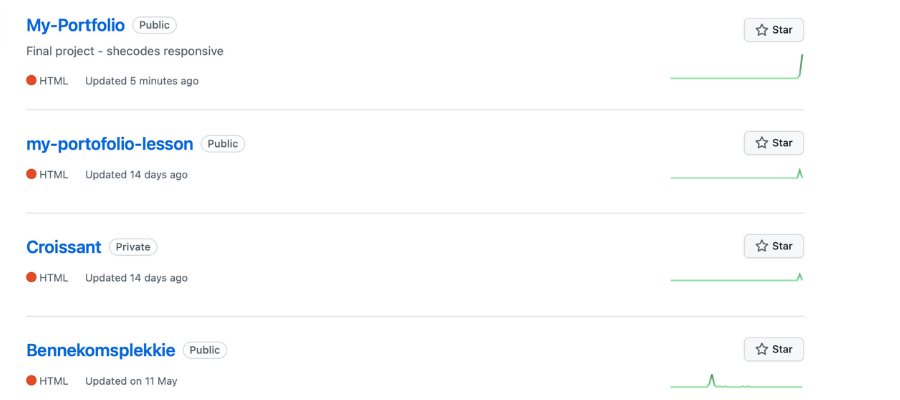 My-Portfolio Public
Star
Final project - shecodes responsive
HTML Updated 5 minutes ago
my-portofolio-lesson Public
Star
HTML Updated 14 days ago
Croissant Private
Star
HTML Updated 14 days ago
Bennekomsplekkie Public
Star
HTML Updated on 11 May